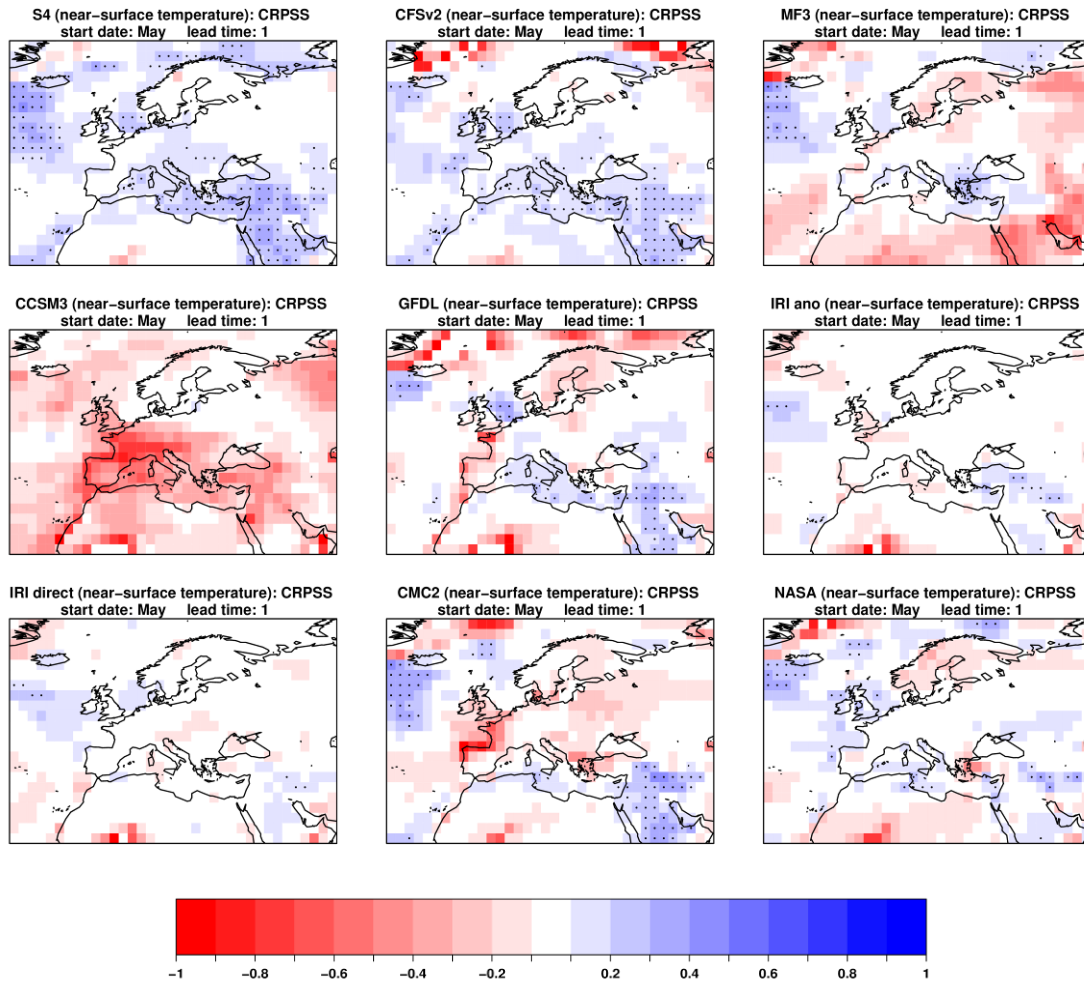 S4 (near−surface temperature): CRPSS
start date: May lead time: 1
CFSv2 (near−surface temperature): CRPSS
start date: May lead time: 1
MF3 (near−surface temperature): CRPSS
start date: May lead time: 1
CCSM3 (near−surface temperature): CRPSS
start date: May lead time: 1
GFDL (near−surface temperature): CRPSS
start date: May lead time: 1
IRI ano (near−surface temperature): CRPSS
start date: May lead time: 1
IRI direct (near−surface temperature): CRPSS
start date: May lead time: 1
CMC2 (near−surface temperature): CRPSS
start date: May lead time: 1
NASA (near−surface temperature): CRPSS
start date: May lead time: 1
−1 −0.8 −0.6 −0.4 −0.2 0.2 0.4 0.6 0.8 1